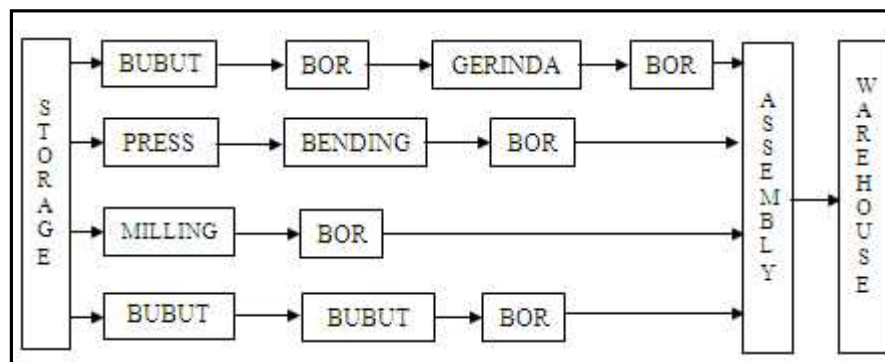 STORAGE
BUBUT BOR GERINDA BOR
PRESS BENDING BOR
MILLING BOR
BUBUT BUBUT BOR
ASSEMBLY
WAREHOUSE